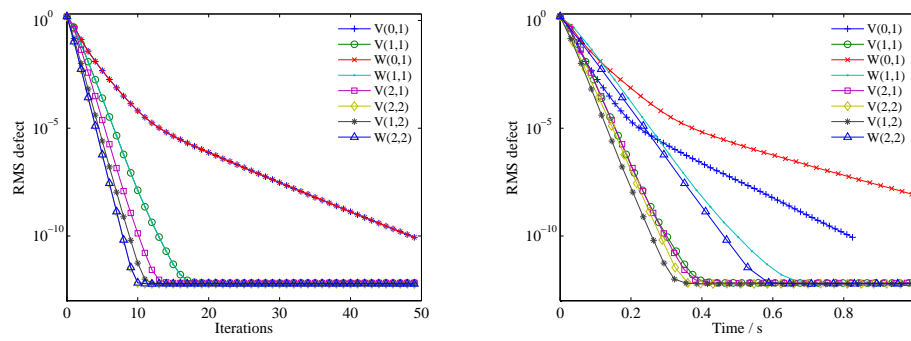 10^0
10^-5
10^-10
RMS defect
0
10
20
30
40
50
Iterations
V(0,1)
V(1,1)
W(0,1)
W(1,1)
V(2,1)
V(2,2)
V(1,2)
W(2,2)
10^0
10^-5
10^-10
RMS defect
0
0.2
0.4
0.6
0.8
Time / s
V(0,1)
V(1,1)
W(0,1)
W(1,1)
V(2,1)
V(2,2)
V(1,2)
W(2,2)